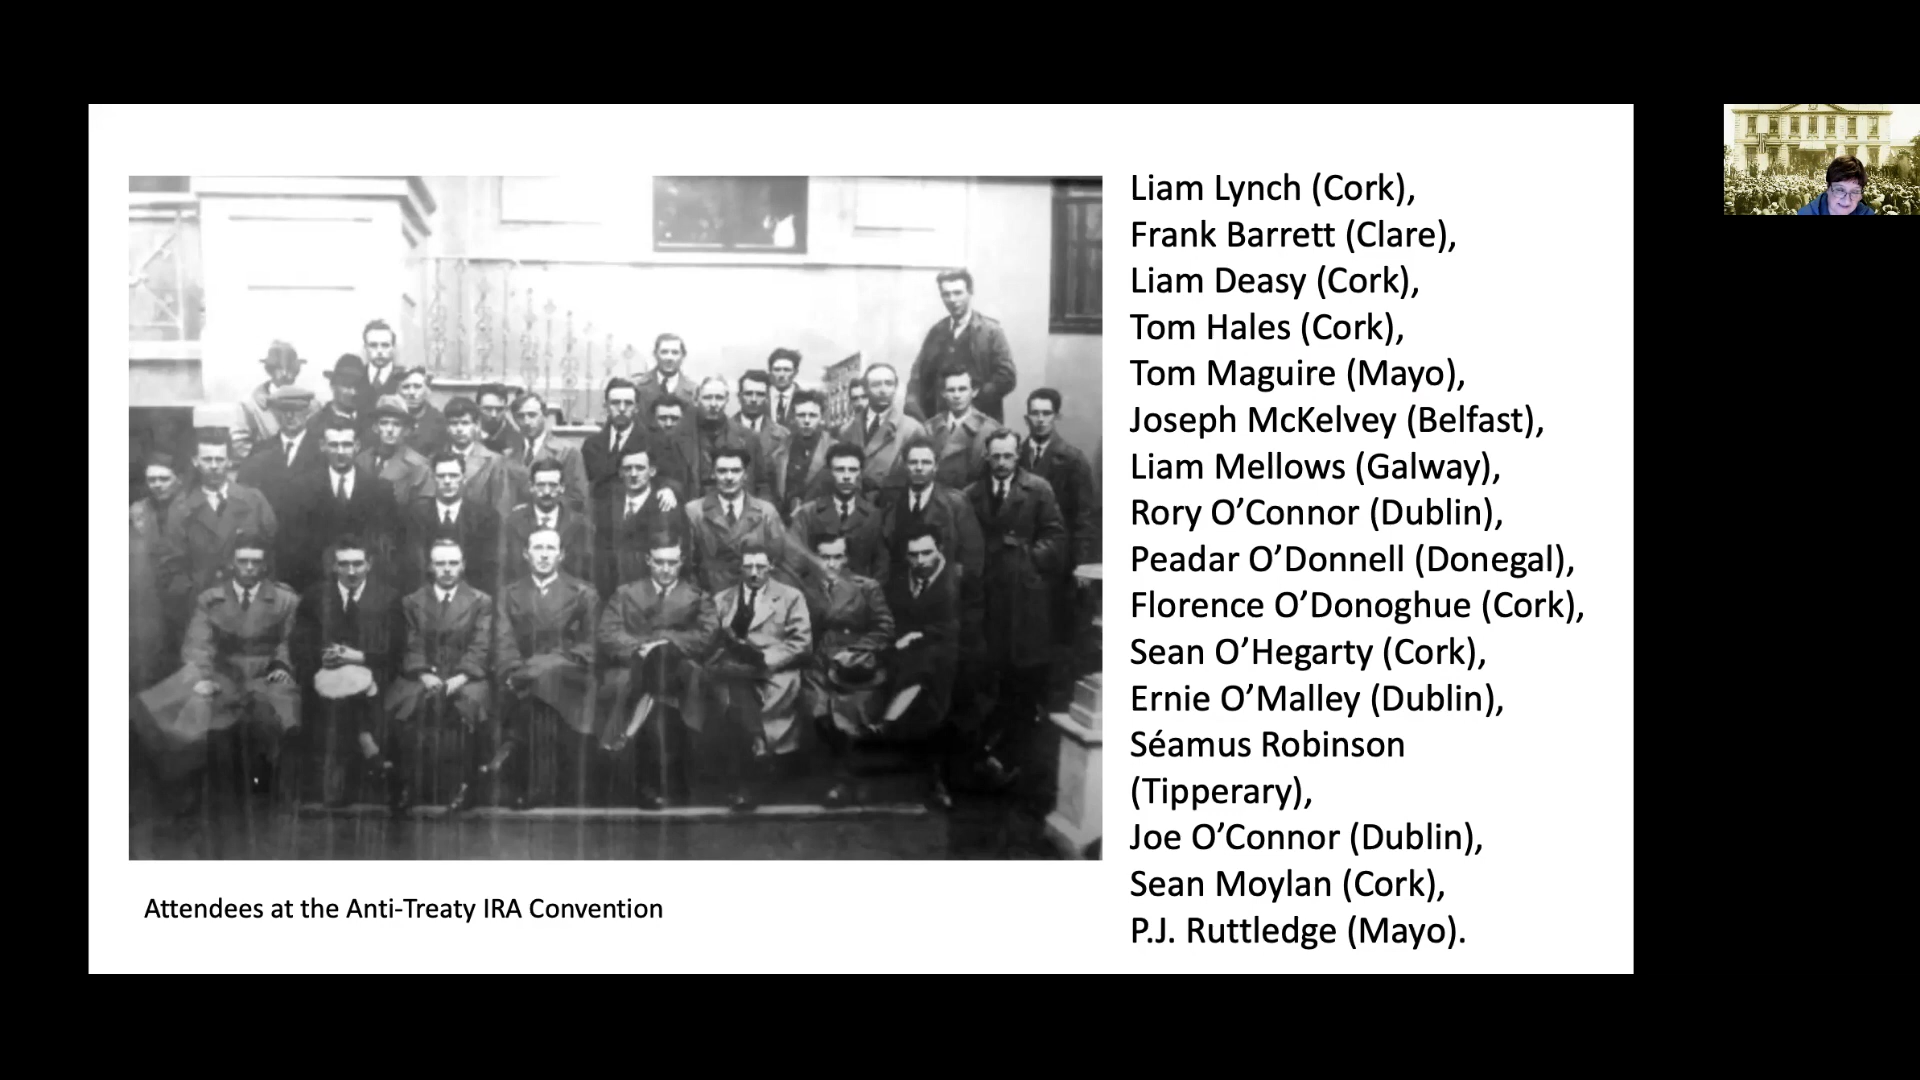 Liam Lynch (Cork),
Frank Barrett (Clare),
Liam Deasy (Cork),
Tom Hales (Cork),
Tom Maguire (Mayo),
Joseph McKelvey (Belfast),
Liam Mellows (Galway),
Rory O’Connor (Dublin),
Peadar O’Donnell (Donegal),
Florence O’Donoghue (Cork),
Sean O’Hegarty (Cork),
Ernie O’Malley (Dublin),
Séamus Robinson
(Tipperary),
Joe O’Connor (Dublin),
Sean Moylan (Cork),
P.J. Ruttledge (Mayo).
Attendees at the Anti-Treaty IRA Convention